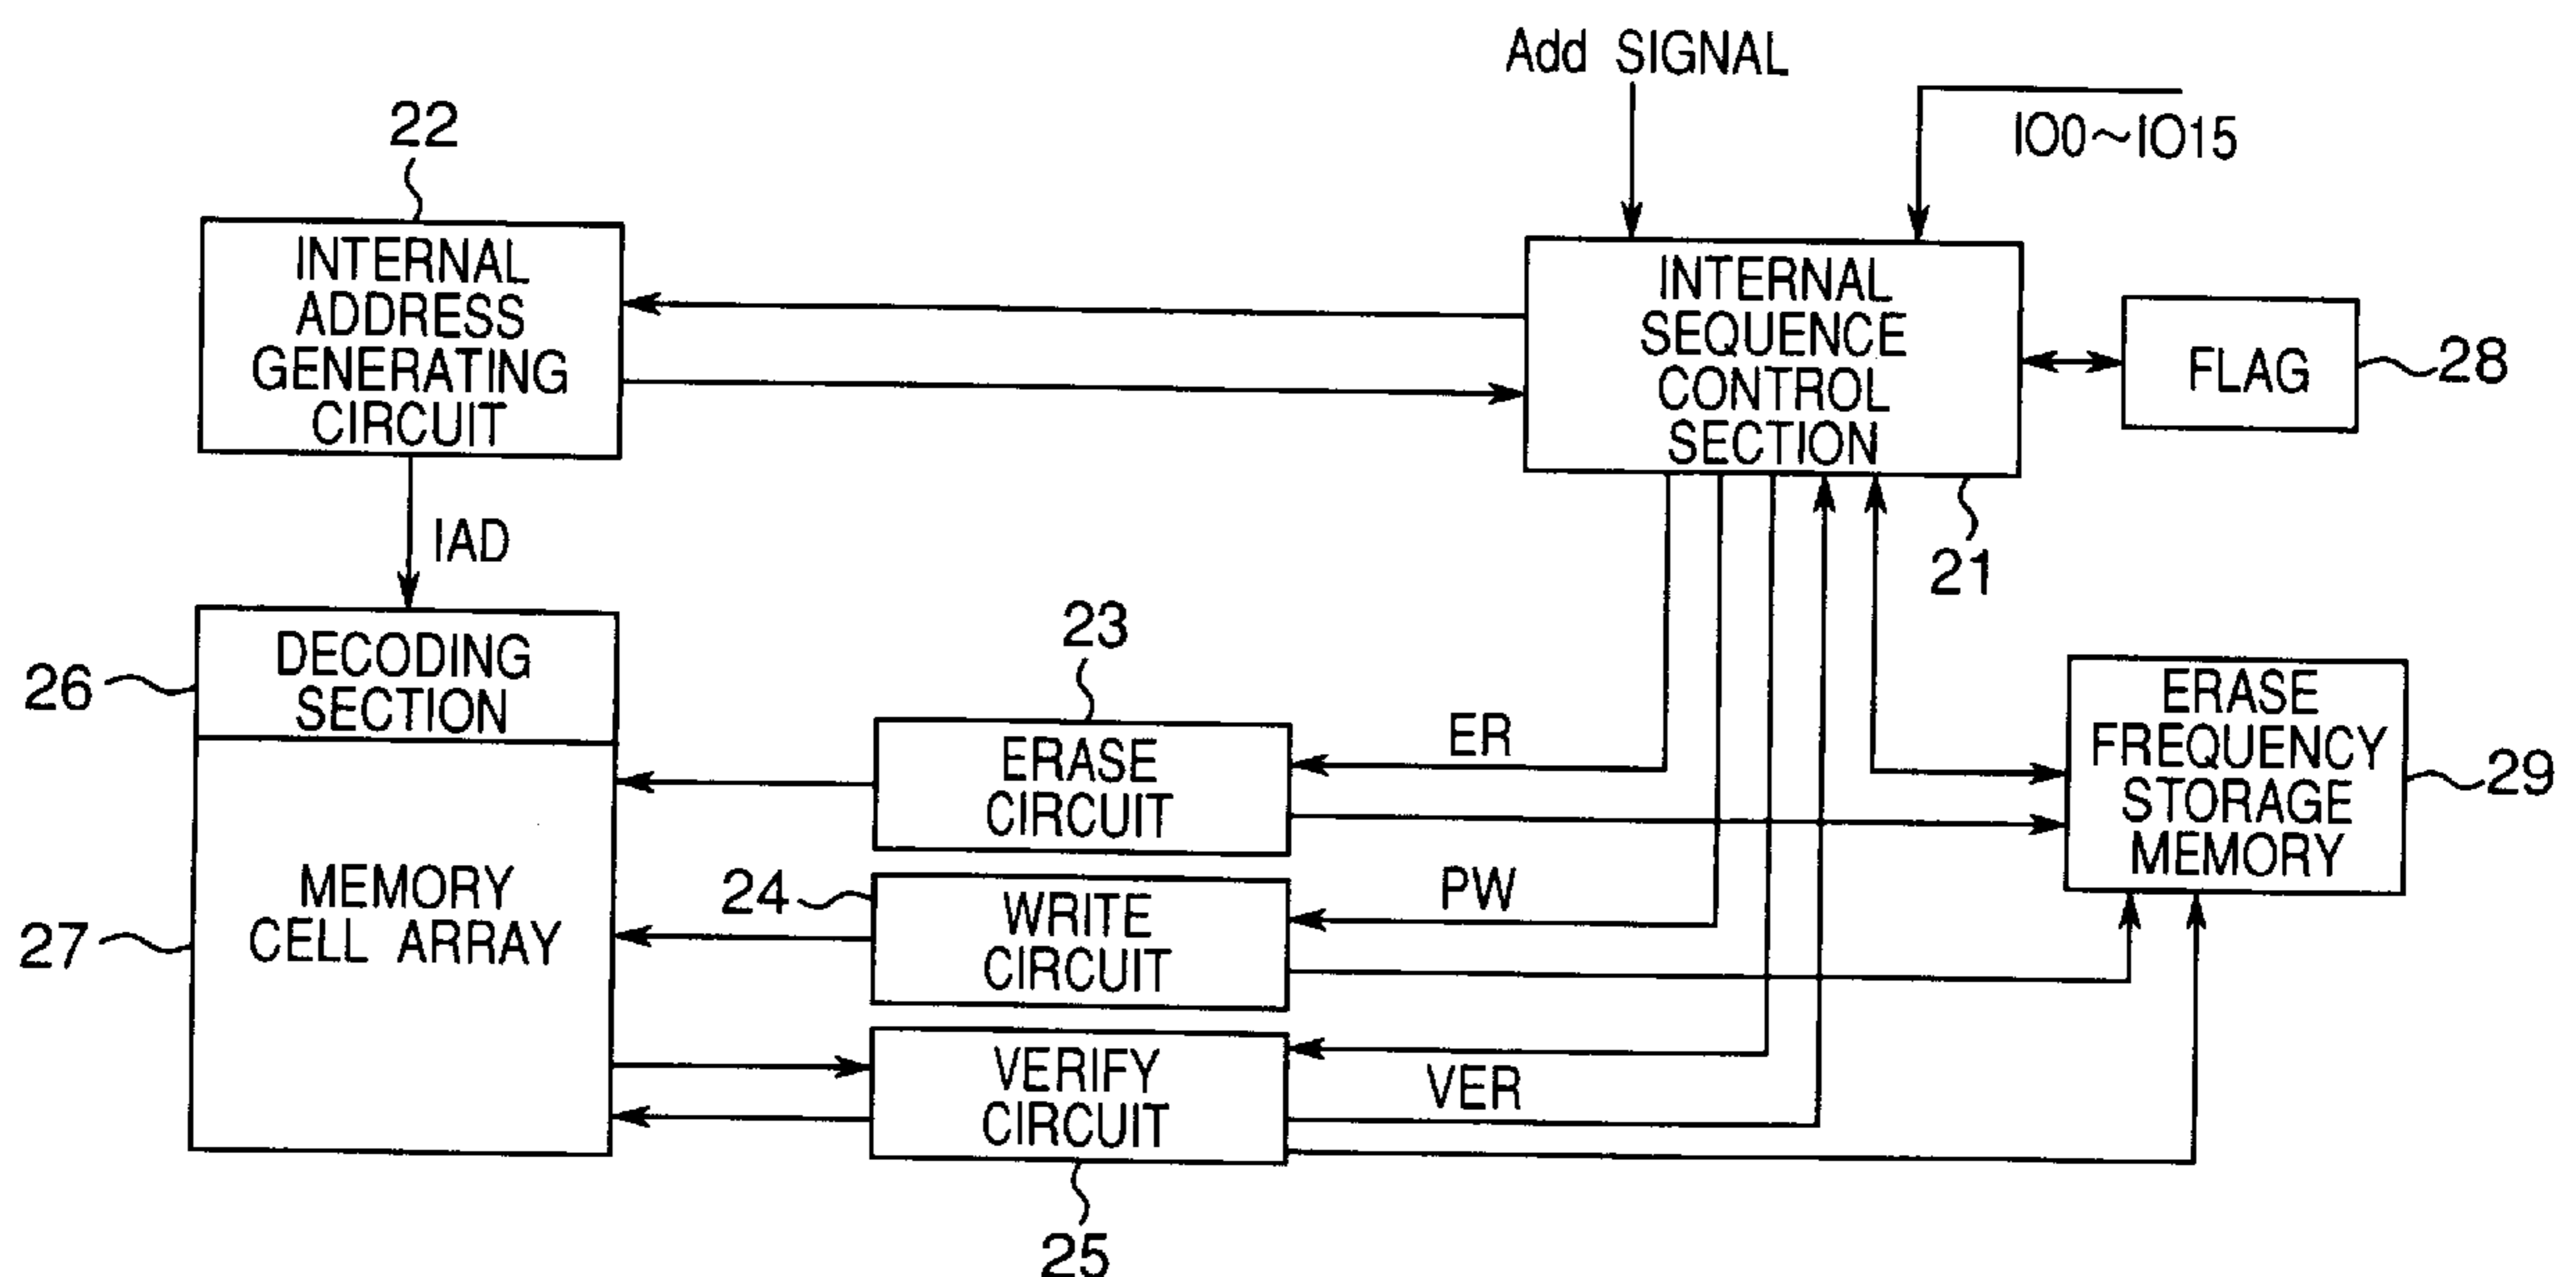 Add SIGNAL
IO0~IO15
22
INTERNAL
ADDRESS
GENERATING
CIRCUIT
INTERNAL
SEQUENCE
CONTROL
SECTION
FLAG
28
IAD
21
DECODING
SECTION
26
23
ERASE
CIRCUIT
ER
ERASE
FREQUENCY
STORAGE
MEMORY
29
MEMORY
CELL ARRAY
27
24
WRITE
CIRCUIT
PW
VERIFY
CIRCUIT
VER
25